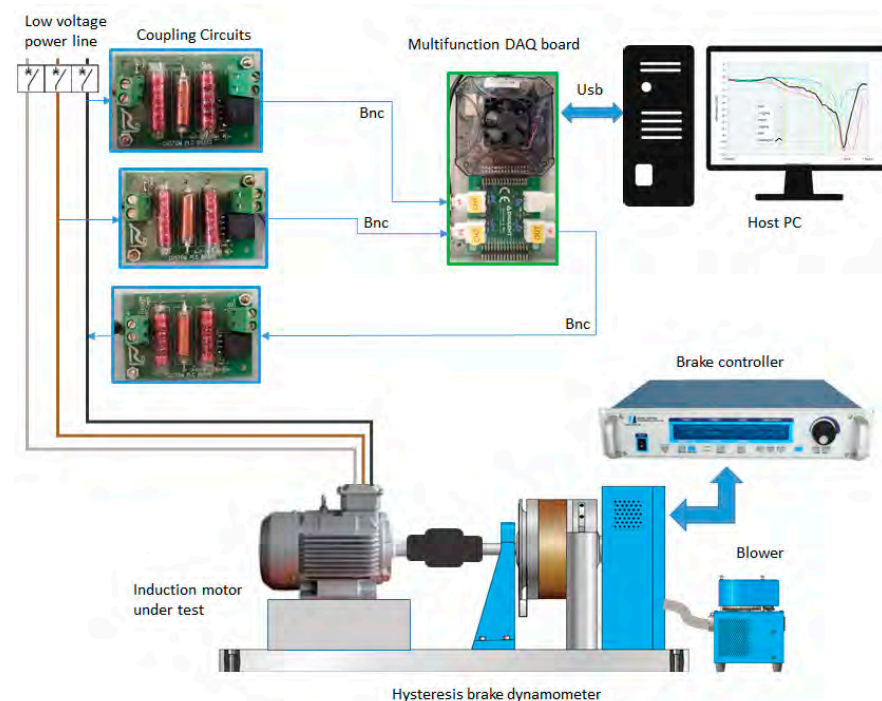 Low voltage
power line
Coupling Circuits
Multifunction DAQ board
Usb
Bnc
Bnc
Host PC
Bnc
Brake controller
Blower
Induction motor
under test
Hysteresis brake dynamometer